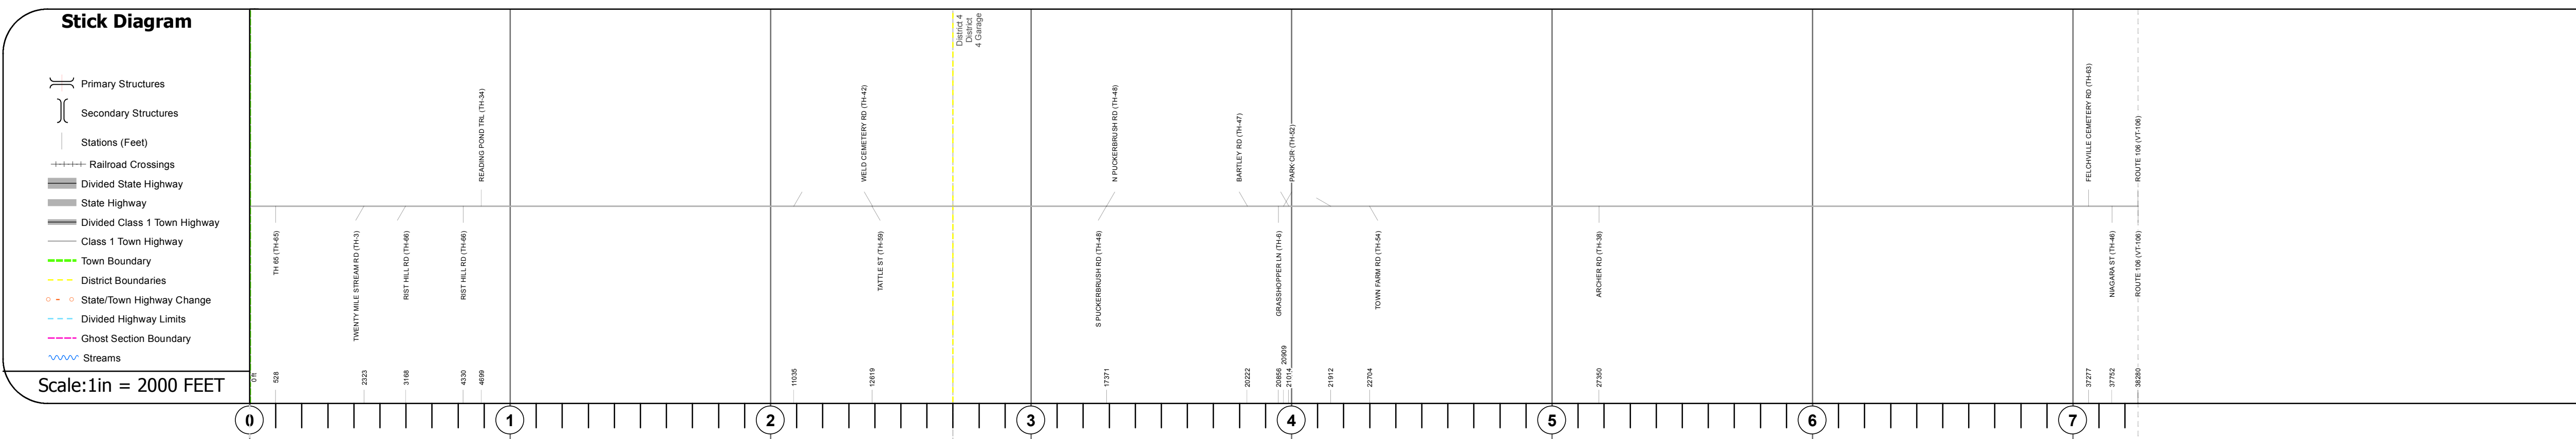 Stick Diagram
Primary Structures
Secondary Structures
Stations (Feet)
Railroad Crossings
Divided State Highway
State Highway
Divided Class 1 Town Highway
Class 1 Town Highway
Town Boundary
District Boundaries
State/Town Highway Change
Divided Highway Limits
Ghost Section Boundary
Streams
Scale:1in = 2000 FEET
District 4
District
4 Garage
READING POND TRL (TH-34)
WELD CEMETERY RD (TH-42)
N PUCKERBRUSH RD (TH-48)
BARTLEY RD (TH-47)
PARK CIR (TH-52)
FELCHVILLE CEMETERY RD (TH-63)
ROUTE 106 (VT-106)
TH 65 (TH-65)
TWENTY MILE STREAM RD (TH-3)
RIST HILL RD (TH-66)
RIST HILL RD (TH-66)
TATTLE ST (TH-59)
S PUCKERBRUSH RD (TH-48)
GRASSHOPPER LN (TH-6)
TOWN FARM RD (TH-54)
ARCHER RD (TH-38)
NIAGARA ST (TH-46)
ROUTE 106 (VT-106)
0 ft
528
2323
3168
4330
4699
11035
12619
17371
20222
20856
20909
21014
21912
22704
27350
37277
37752
38280
0
1
2
3
4
5
6
7